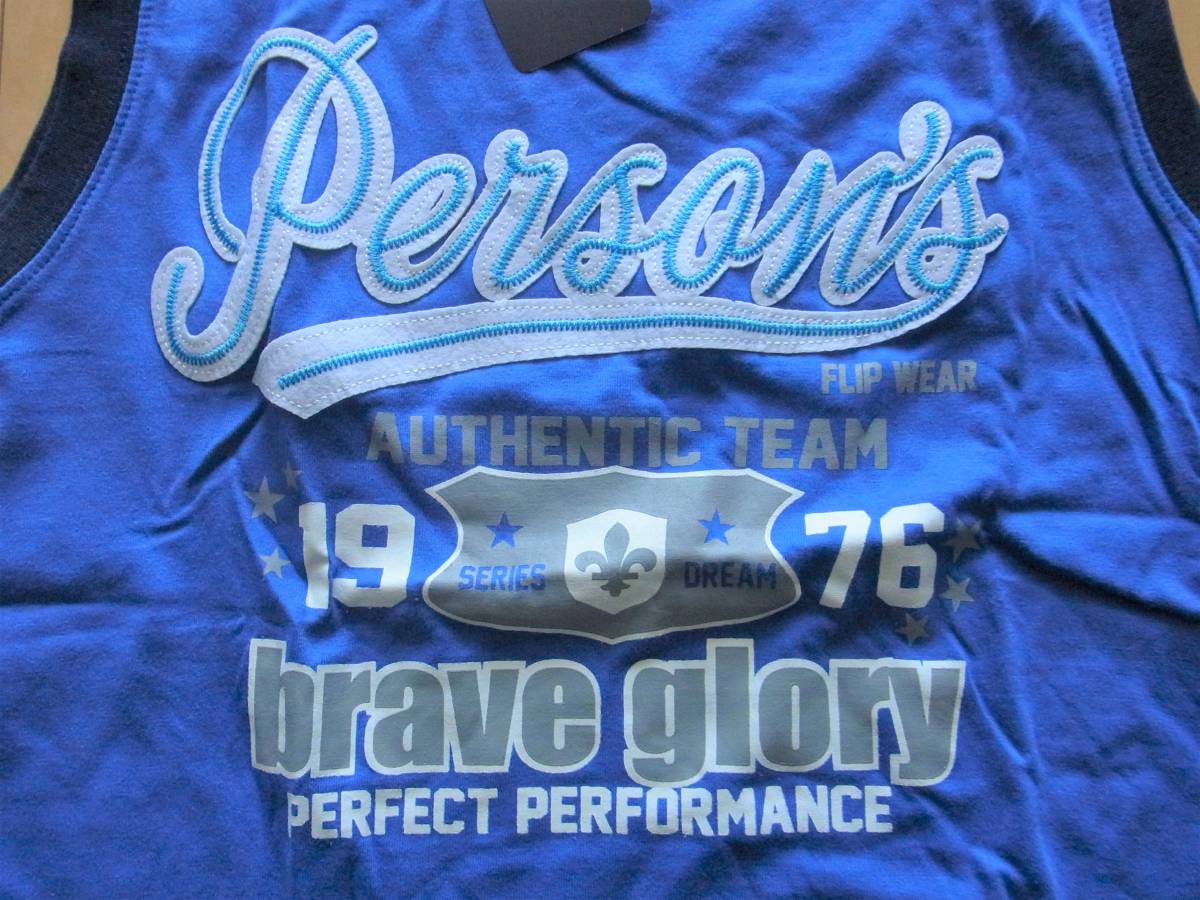 Person's
FLIP WEAR
AUTHENTIC TEAM
19 76
SERIES DREAM
brave glory
PERFECT PERFORMANCE